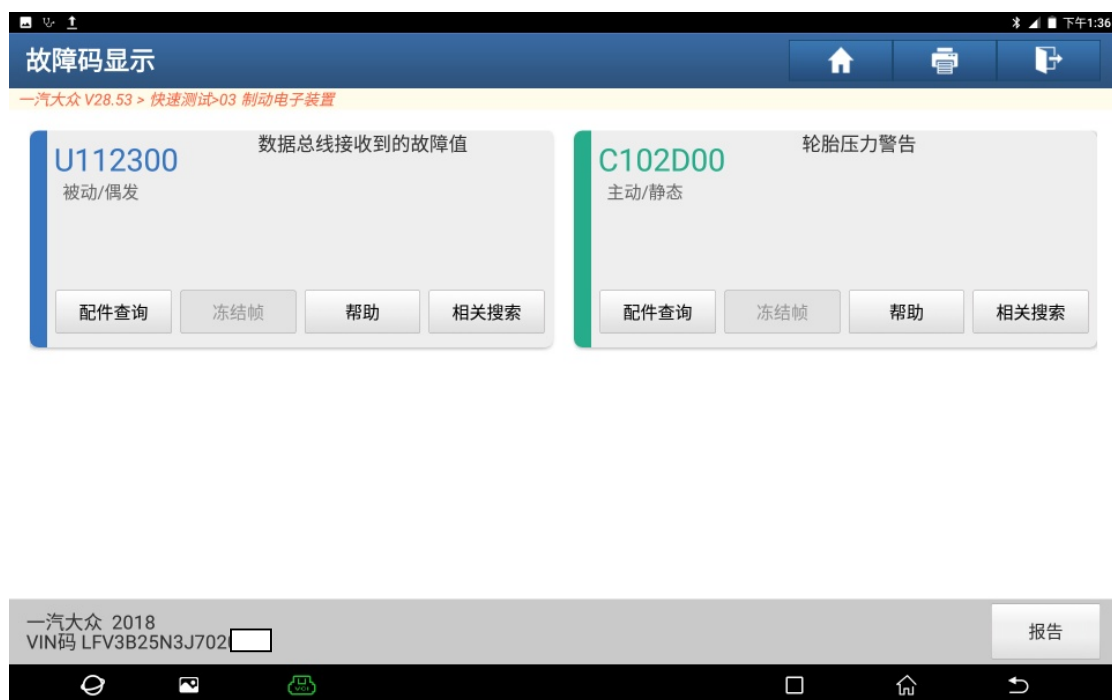 下午1:36
故障码显示
一汽大众 V28.53 > 快速测试>03 制动电子装置
U112300
数据总线接收到的故障值
被动/偶发
配件查询
冻结帧
帮助
相关搜索
C102D00
轮胎压力警告
主动/静态
配件查询
冻结帧
帮助
相关搜索
一汽大众 2018
VIN码 LFV3B25N3J702
报告
VCI